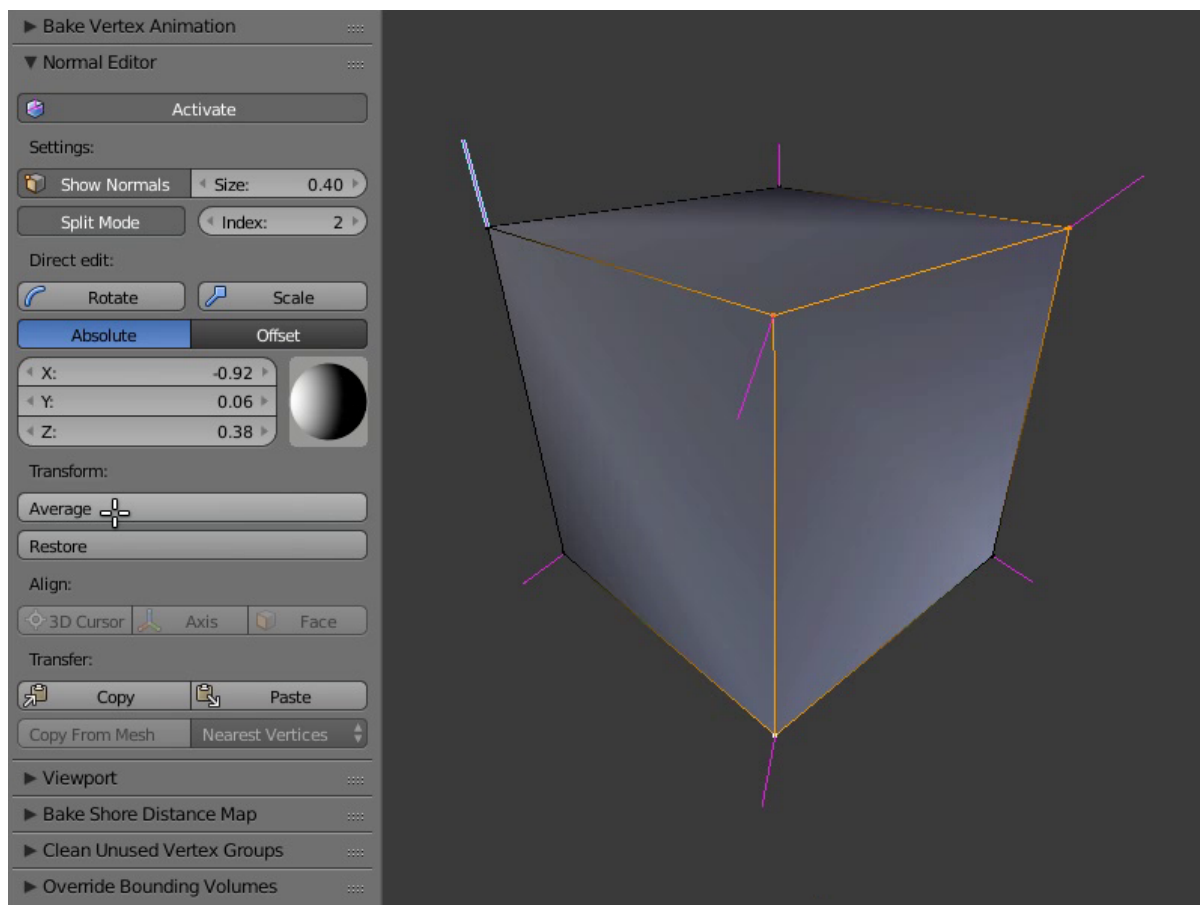 Bake Vertex Animation
Normal Editor
Activate
Settings:
Show Normals Size: 0.40
Split Mode Index: 2
Direct edit:
Rotate Scale
Absolute Offset
X: -0.92
Y: 0.06
Z: 0.38
Transform:
Average
Restore
Align:
3D Cursor Axis Face
Transfer:
Copy Paste
Copy From Mesh Nearest Vertices
Viewport
Bake Shore Distance Map
Clean Unused Vertex Groups
Override Bounding Volumes